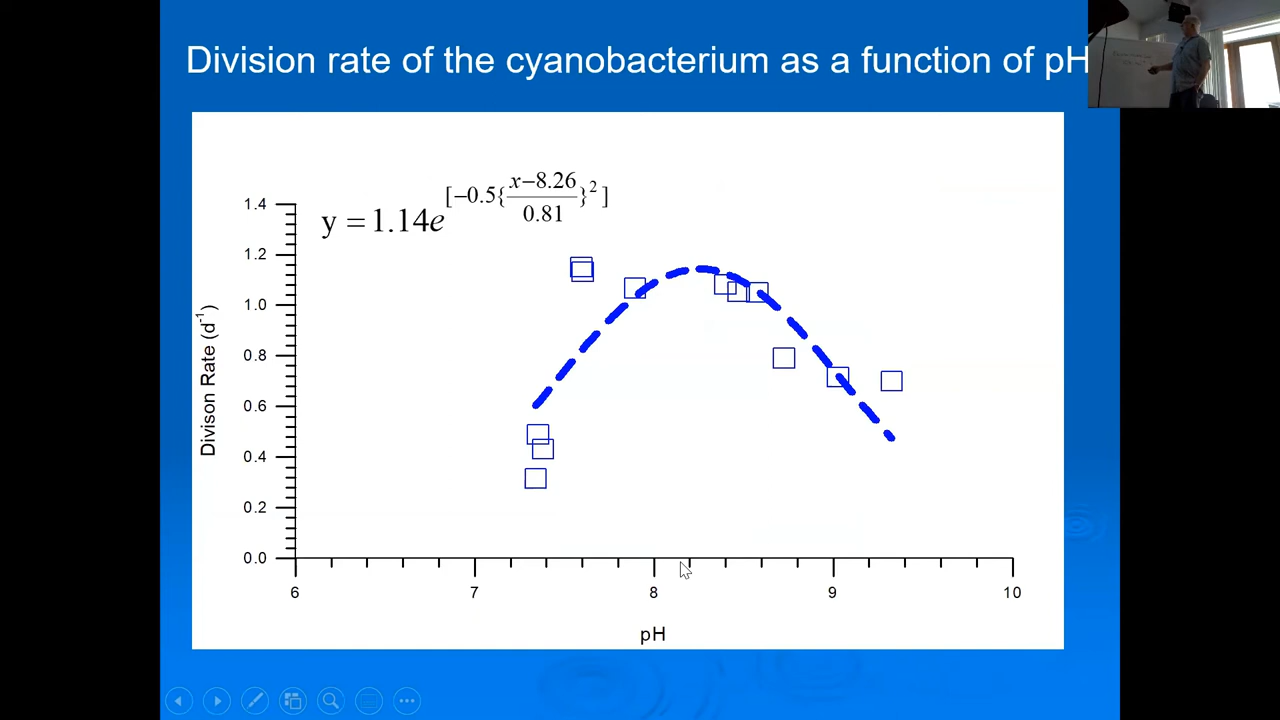 Division rate of the cyanobacterium as a function of pH
y = 1.14e^[−0.5{(x−8.26)/0.81}^2]
1.4
1.2
1.0
0.8
0.6
0.4
0.2
0.0
Divison Rate (d^-1)
6 7 8 9 10
pH